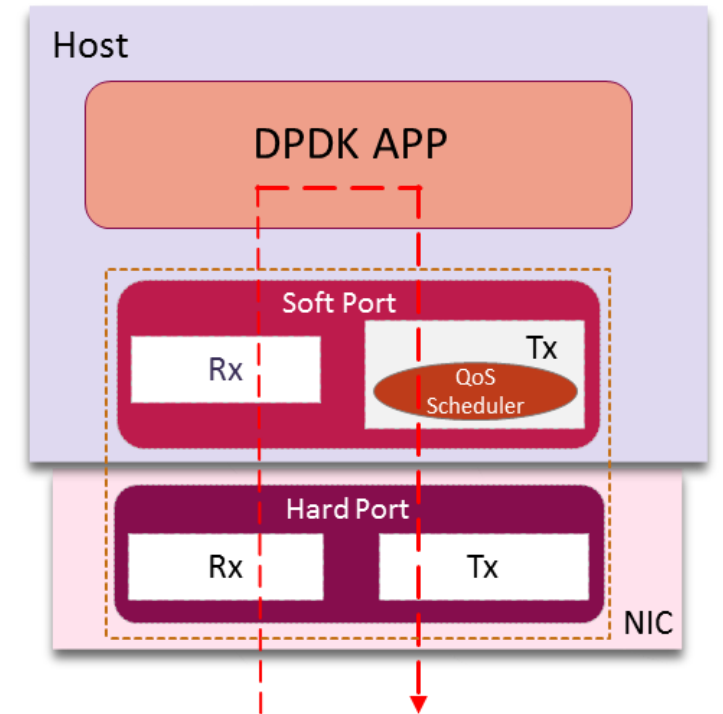 Host
DPDK APP
Soft Port
Rx
Tx
QoS
Scheduler
Hard Port
Rx
Tx
NIC